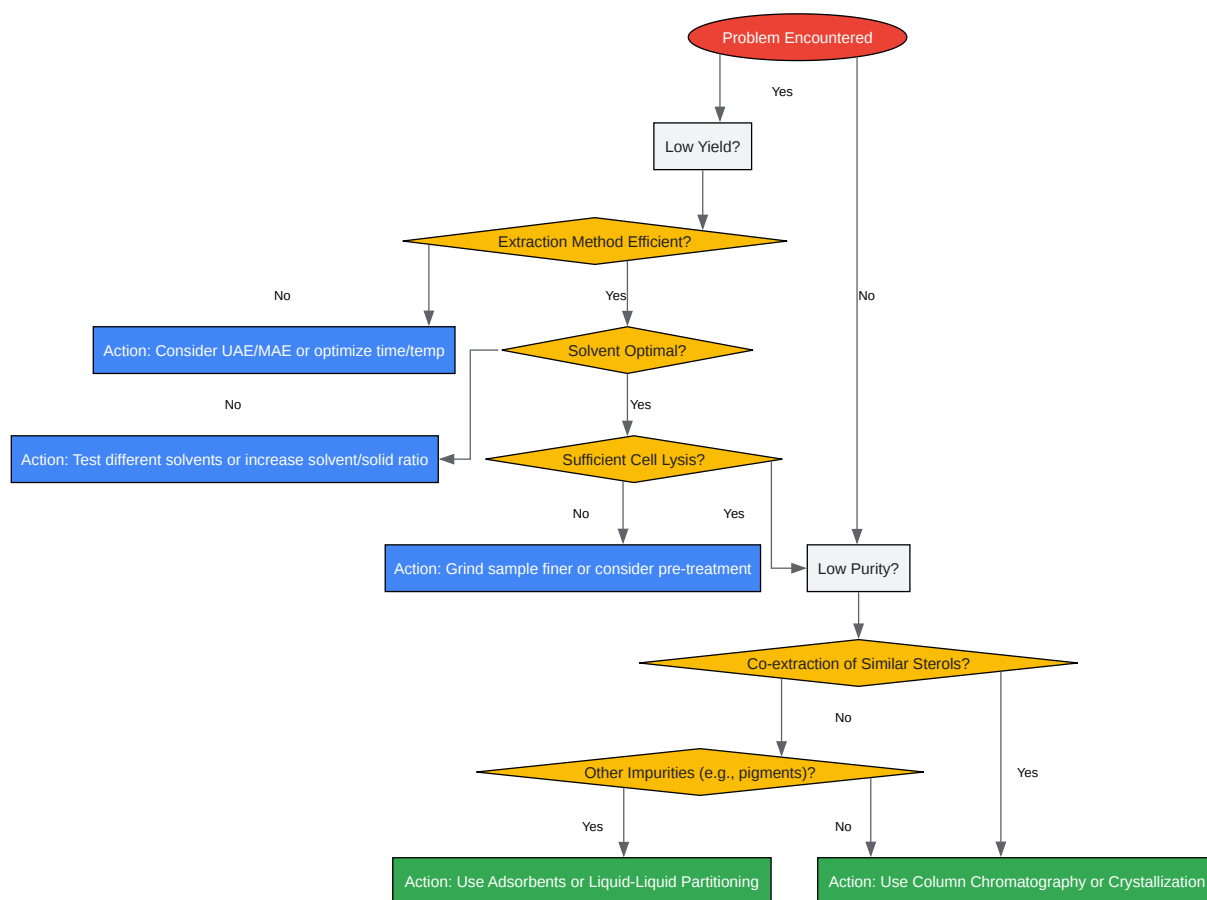 Problem Encountered
Yes
Low Yield?
Extraction Method Efficient?
No
Yes
No
Action: Consider UAE/MAE or optimize time/temp
Solvent Optimal?
No
Yes
Action: Test different solvents or increase solvent/solid ratio
Sufficient Cell Lysis?
No
Yes
Action: Grind sample finer or consider pre-treatment
Low Purity?
Co-extraction of Similar Sterols?
No
Other Impurities (e.g., pigments)?
Yes
Yes
No
Action: Use Adsorbents or Liquid-Liquid Partitioning
Action: Use Column Chromatography or Crystallization